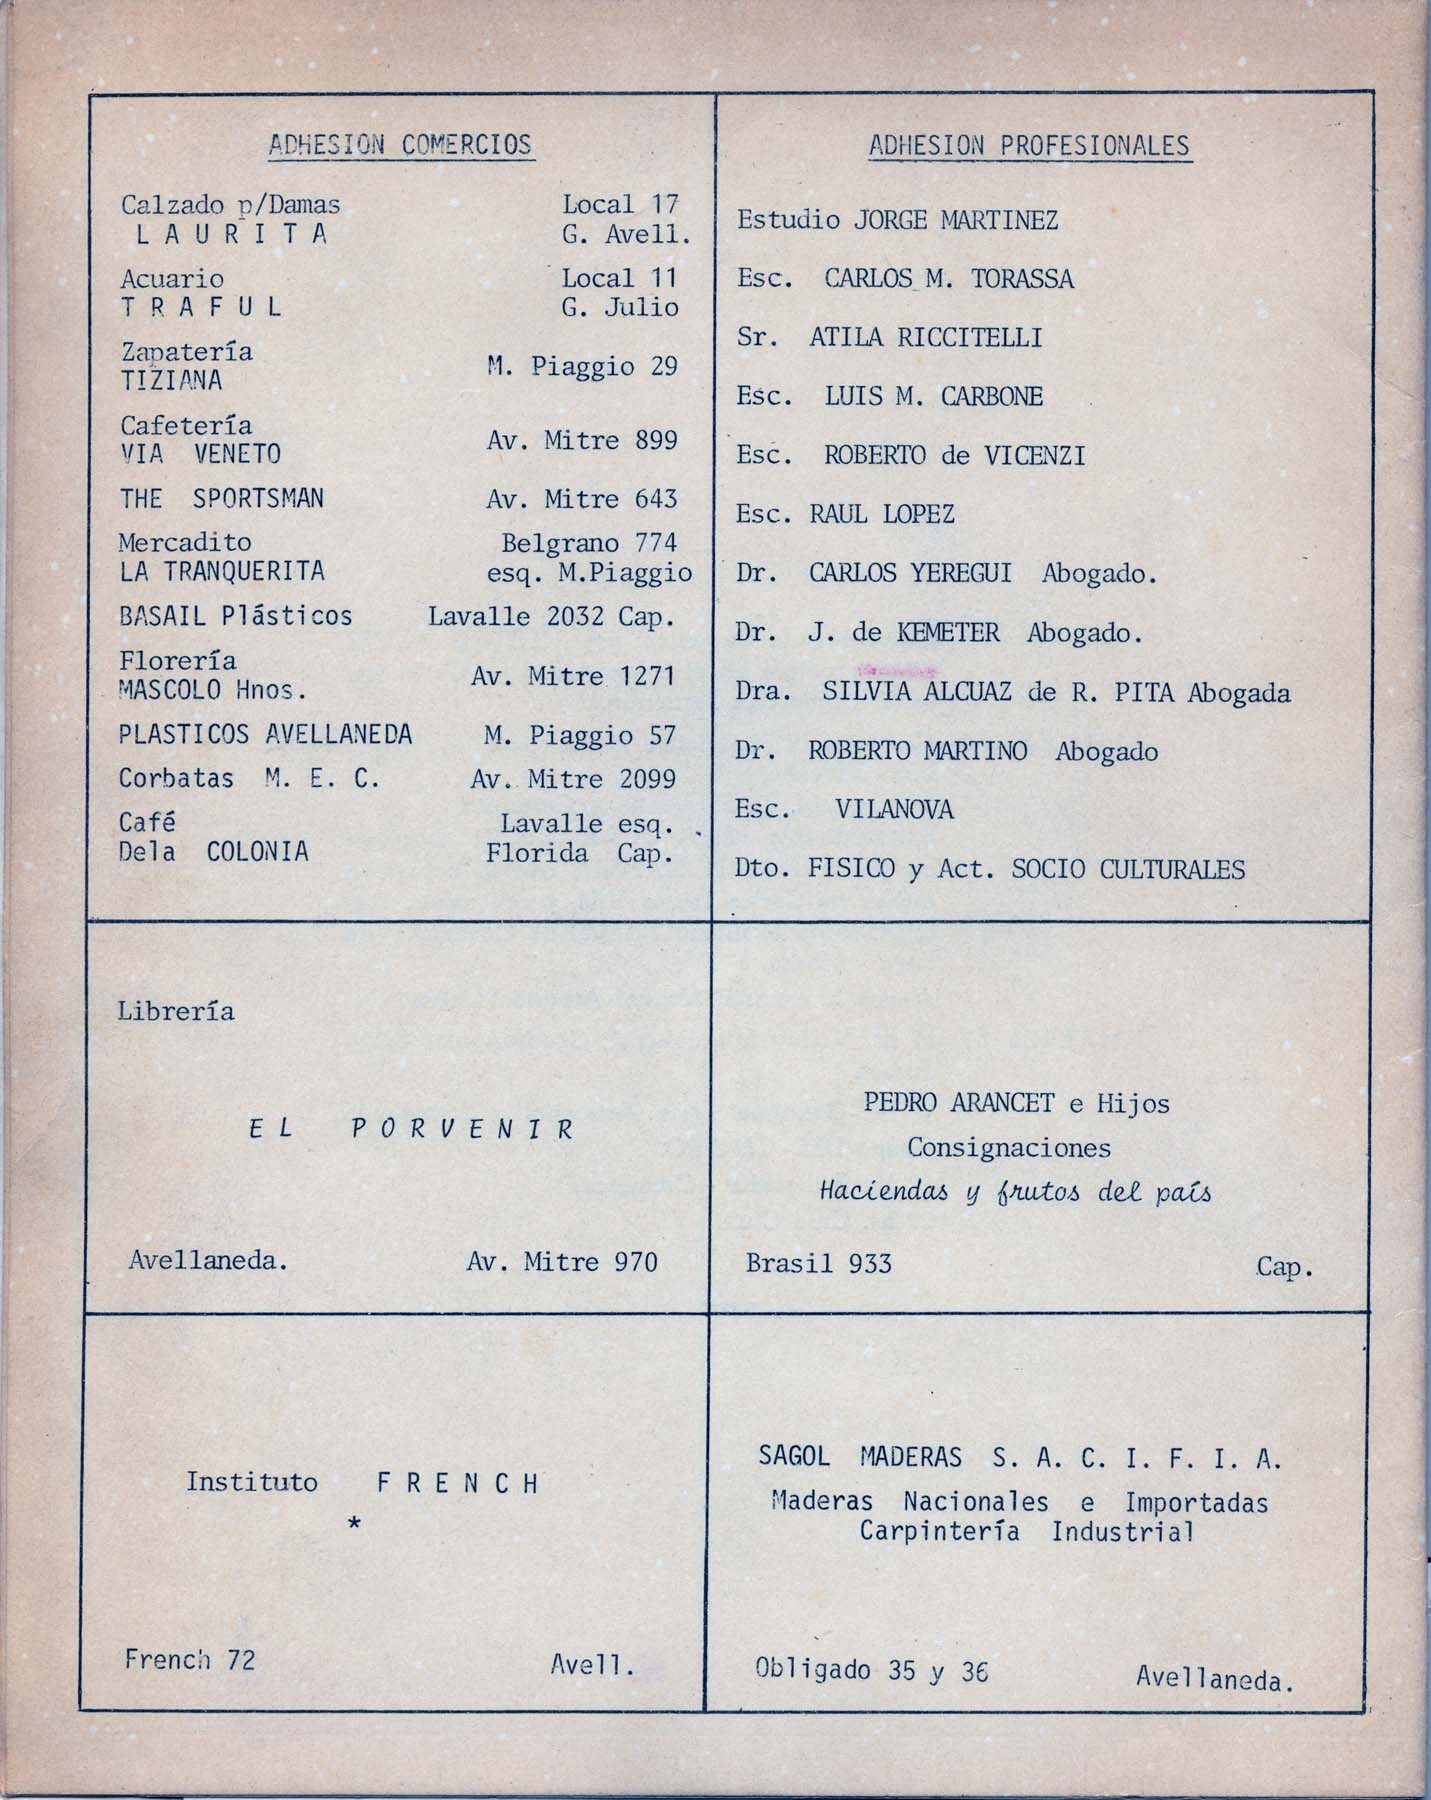 ADHESION COMERCIOS
Calzado p/Damas Local 17
L A U R I T A G. Avell.
Acuario Local 11
T R A F U L G. Julio
Zapatería
TIZIANA M. Piaggio 29
Cafetería
VIA VENETO Av. Mitre 899
THE SPORTSMAN Av. Mitre 643
Mercadito Belgrano 774
LA TRANQUERITA esq. M.Piaggio
BASAIL Plásticos Lavalle 2032 Cap.
Florería
MASCOLO Hnos. Av. Mitre 1271
PLASTICOS AVELLANEDA M. Piaggio 57
Corbatas M. E. C. Av. Mitre 2099
Café Lavalle esq.
Dela COLONIA Florida Cap.
ADHESION PROFESIONALES
Estudio JORGE MARTINEZ
Esc. CARLOS M. TORASSA
Sr. ATILA RICCITELLI
Esc. LUIS M. CARBONE
Esc. ROBERTO de VICENZI
Esc. RAUL LOPEZ
Dr. CARLOS YEREGUI Abogado.
Dr. J. de KEMETER Abogado.
Dra. SILVIA ALCUAZ de R. PITA Abogada
Dr. ROBERTO MARTINO Abogado
Esc. VILANOVA
Dto. FISICO y Act. SOCIO CULTURALES
Librería
E L P O R V E N I R
Avellaneda. Av. Mitre 970
PEDRO ARANCET e Hijos
Consignaciones
Haciendas y frutos del país
Brasil 933 Cap.
Instituto F R E N C H
*
French 72 Avell.
SAGOL MADERAS S. A. C. I. F. I. A.
Maderas Nacionales e Importadas
Carpintería Industrial
Obligado 35 y 36 Avellaneda.